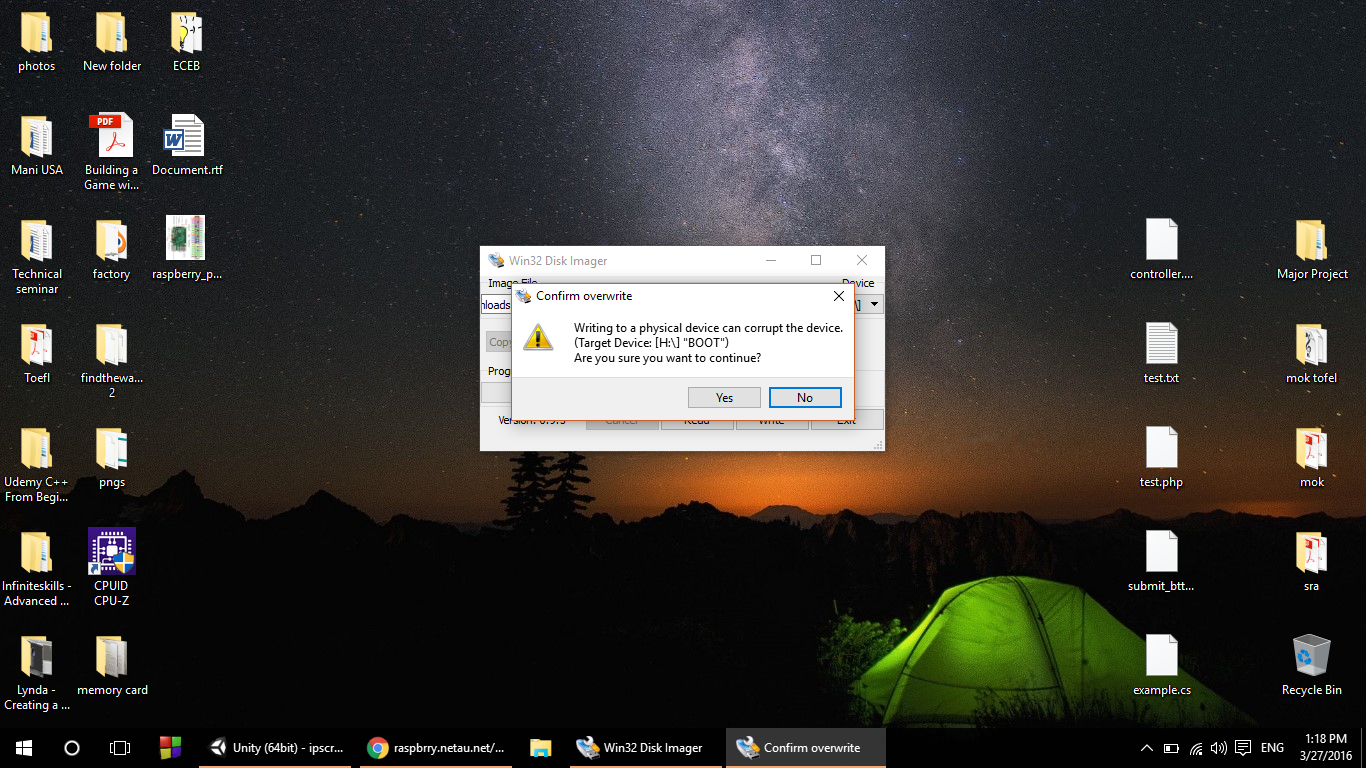 photos
New folder
ECEB
Mani USA
PDF
Building a
Game wi...
W
Document.rtf
Technical
seminar
factory
raspberry_p...
Toefl
findthewa...
2
Udemy C++
From Begi...
pngs
Infiniteskills -
Advanced ...
CPUID
CPU-Z
Lynda -
Creating a ...
memory card
Win32 Disk Imager
Image File
Device
nloads
\]
Confirm overwrite
Writing to a physical device can corrupt the device.
(Target Device: [H:\] "BOOT")
Are you sure you want to continue?
Yes
No
Copy
Prog
Version: 0.9.5
Cancel
Read
Write
Exit
controller....
Major Project
test.txt
mok tofel
test.php
mok
submit_btt...
sra
example.cs
Recycle Bin
Unity (64bit) - ipscr...
raspbrry.netau.net/...
Win32 Disk Imager
Confirm overwrite
ENG
1:18 PM
3/27/2016